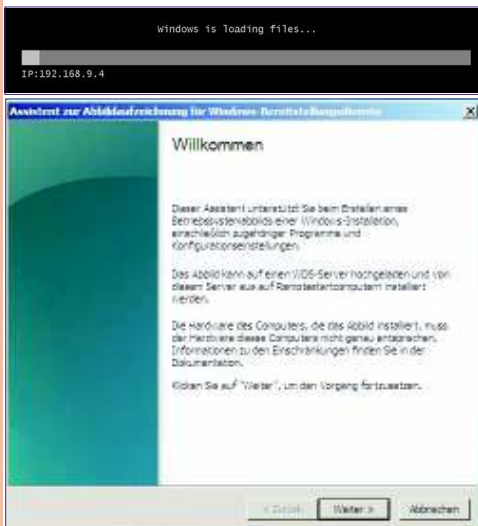 Windows is loading files...
IP:192.168.9.4
Assistent zur Abbildaufzeichnung für Windows-Bereitstellungsdienste
Willkommen
Dieser Assistent unterstützt Sie beim Erstellen eines
Betriebssystemabbilds einer Windows-Installation,
einschließlich zugehöriger Programme und
Konfigurationseinstellungen.
Das Abbild kann auf einen WDS-Server hochgeladen und von
diesem Server aus auf Remotestartcomputern installiert
werden.
Die Hardware des Computers, die das Abbild installiert, muss
der Hardware dieses Computers nicht genau entsprechen.
Informationen zu den Einschränkungen finden Sie in der
Dokumentation.
Klicken Sie auf "Weiter", um den Vorgang fortzusetzen.
< Zurück
Weiter >
Abbrechen